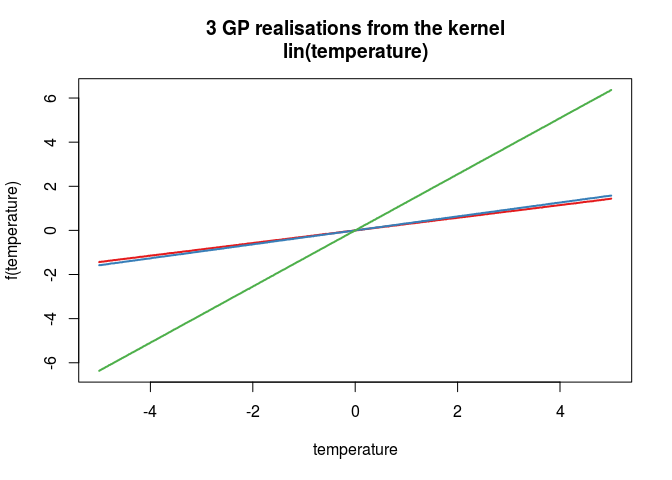 3 GP realisations from the kernel
lin(temperature)
f(temperature)
6
4
2
0
-2
-4
-6
-4 -2 0 2 4
temperature